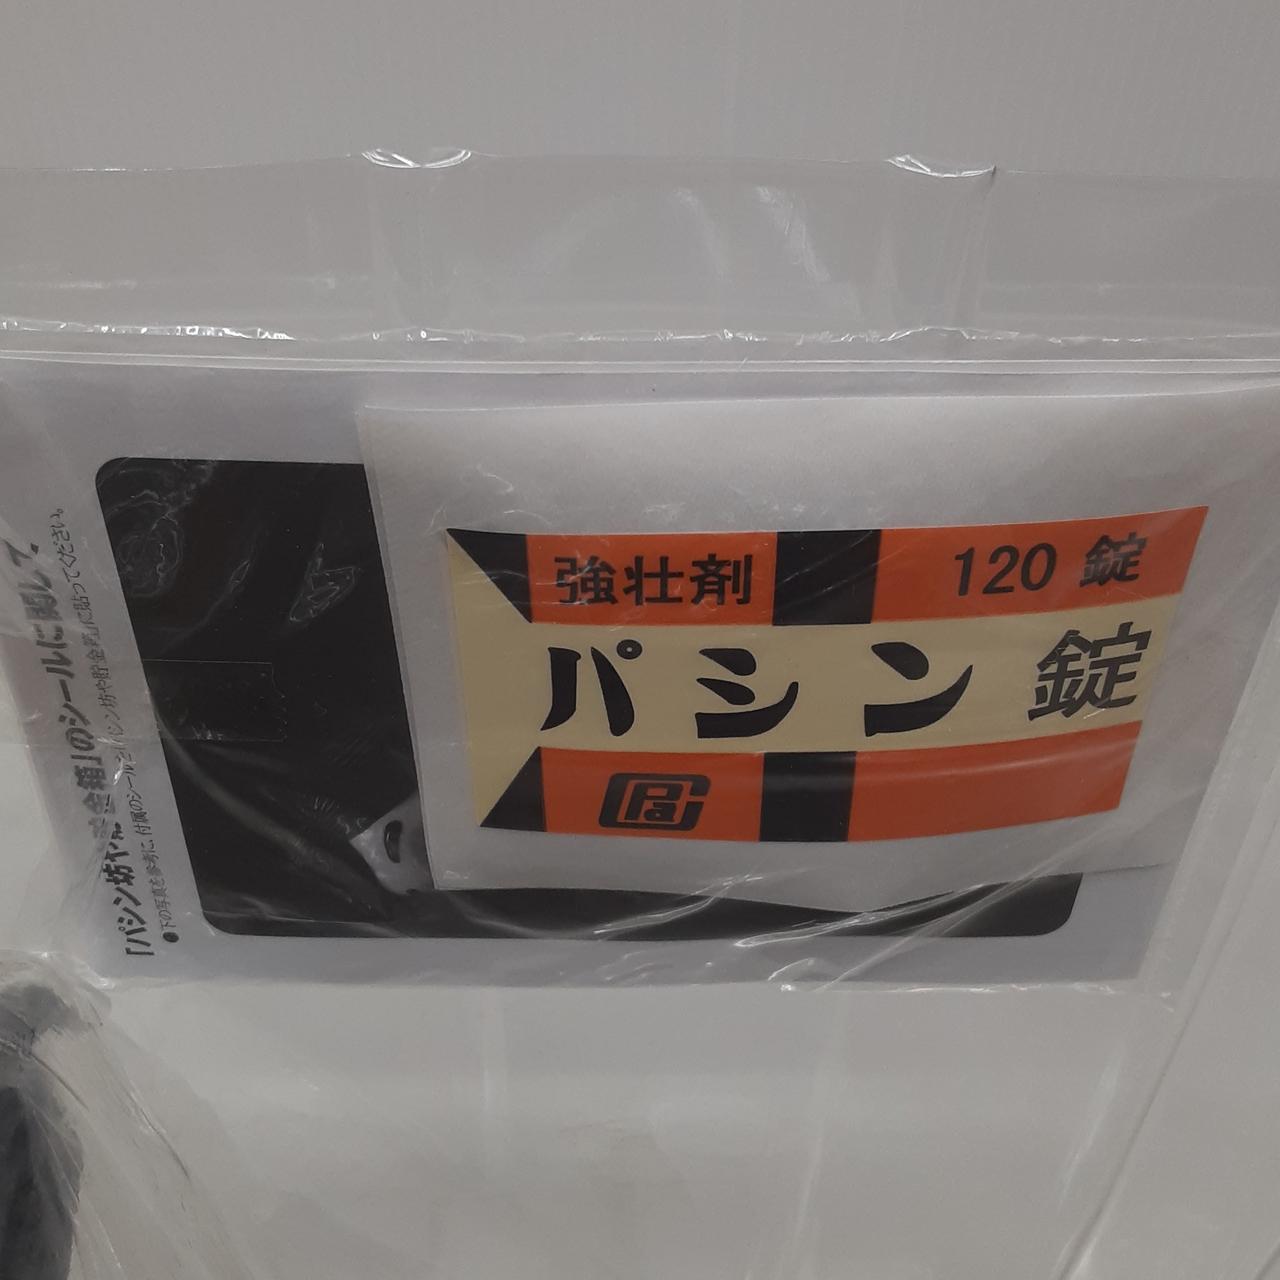 強壮剤
120 錠
パシン錠
Pa
「パシン坊や貯金箱」のシールに関して、
●下の写真を参考に、付属のシールを「パシン坊や貯金箱」に貼ってください。